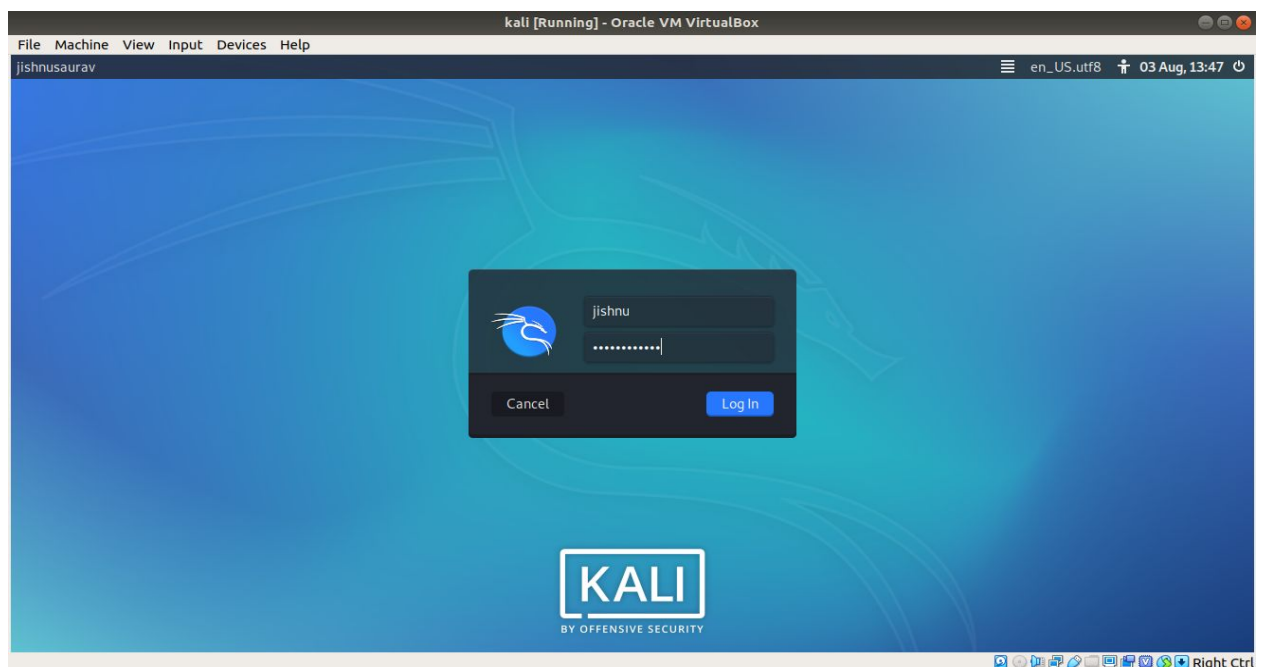 kali [Running] - Oracle VM VirtualBox
File Machine View Input Devices Help
jishnusaurav en_US.utf8 03 Aug, 13:47
jishnu
••••••••••••
Cancel Log In
KALI
BY OFFENSIVE SECURITY
Right Ctrl